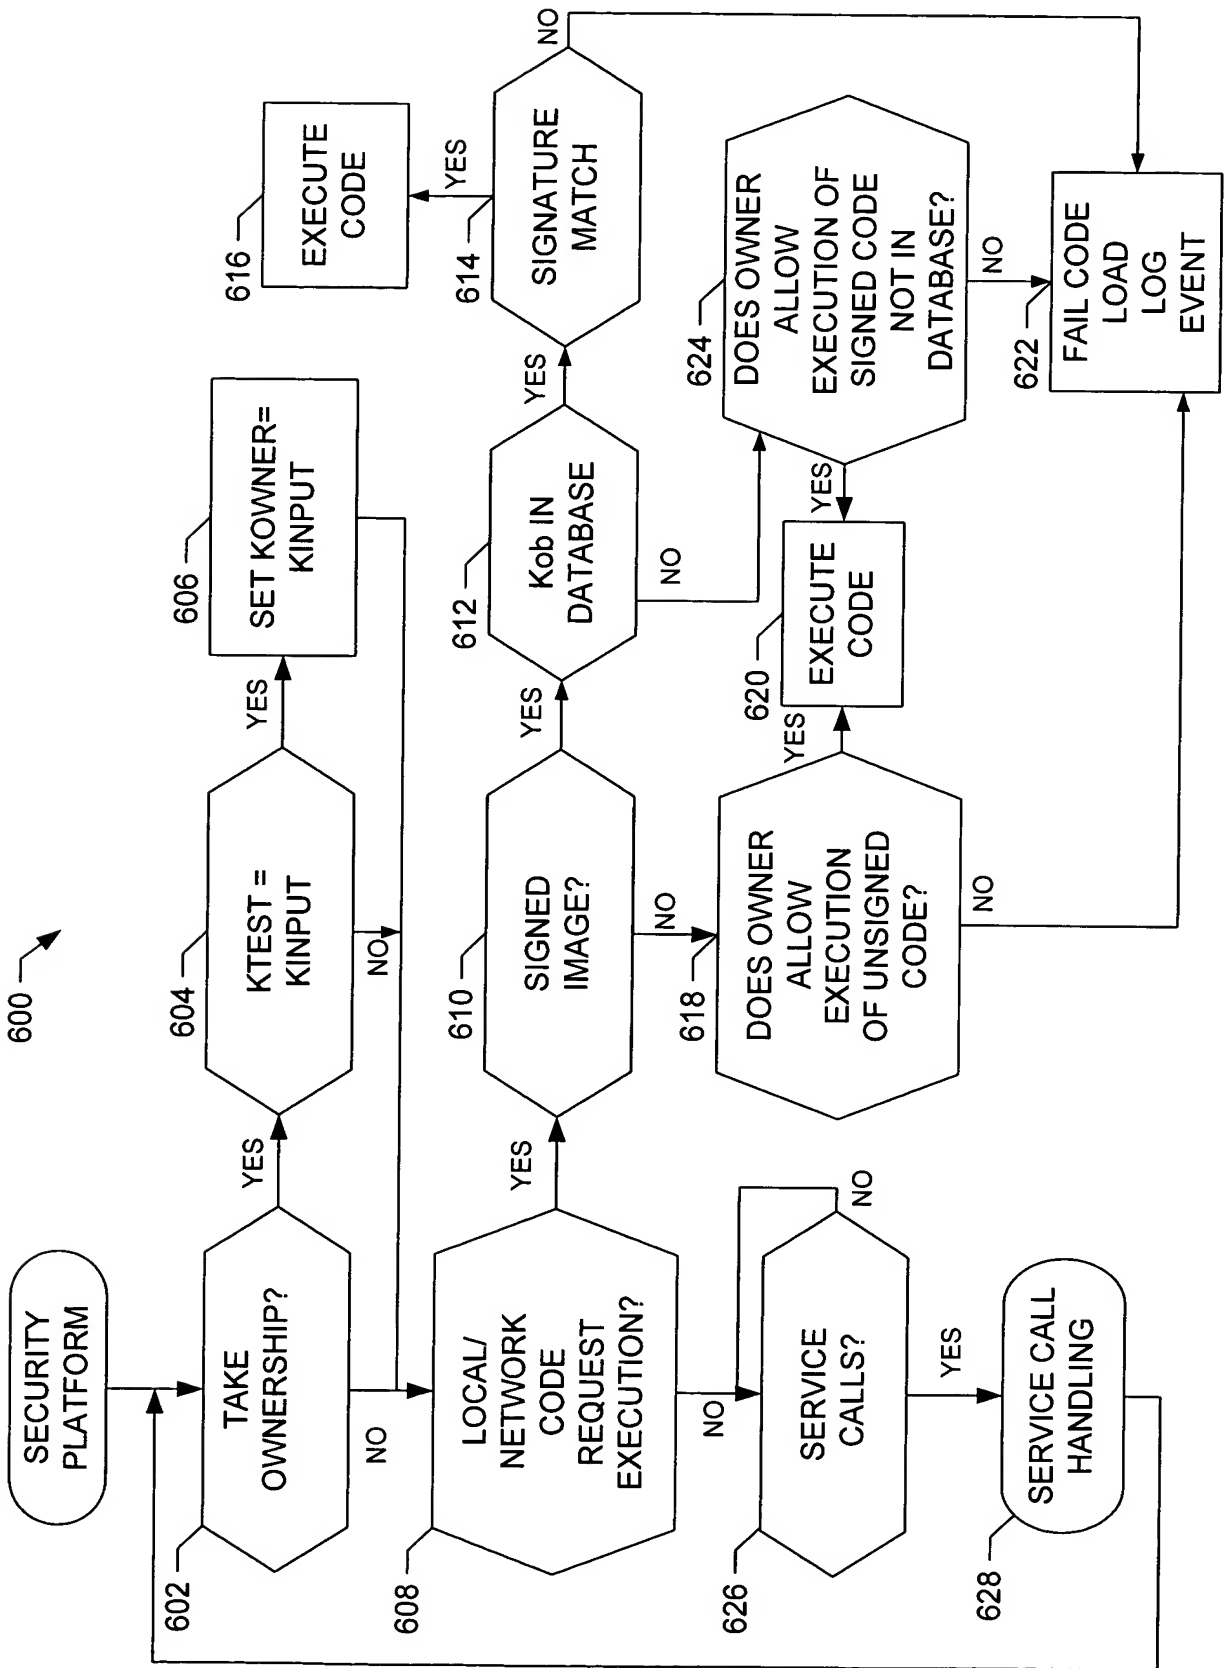 600
SECURITY
PLATFORM
602
TAKE
OWNERSHIP?
YES
NO
604
KTEST =
KINPUT
YES
NO
606
SET KOWNER=
KINPUT
608
LOCAL/
NETWORK
CODE
REQUEST
EXECUTION?
YES
NO
610
SIGNED
IMAGE?
YES
NO
612
Kob IN
DATABASE
YES
NO
614
SIGNATURE
MATCH
YES
NO
616
EXECUTE
CODE
618
DOES OWNER
ALLOW
EXECUTION
OF UNSIGNED
CODE?
YES
NO
620
EXECUTE
CODE
624
DOES OWNER
ALLOW
EXECUTION OF
SIGNED CODE
NOT IN
DATABASE?
YES
NO
622
FAIL CODE
LOAD
LOG
EVENT
626
SERVICE
CALLS?
NO
YES
628
SERVICE CALL
HANDLING